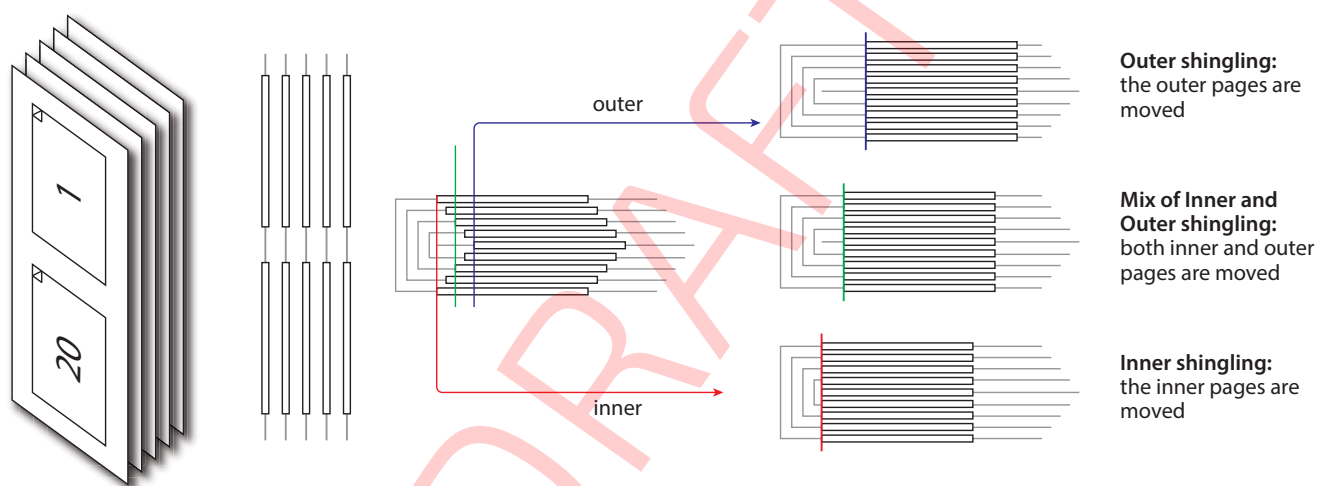 1
20
outer
inner
Outer shingling:
the outer pages are
moved
Mix of Inner and
Outer shingling:
both inner and outer
pages are moved
Inner shingling:
the inner pages are
moved
DRAFT